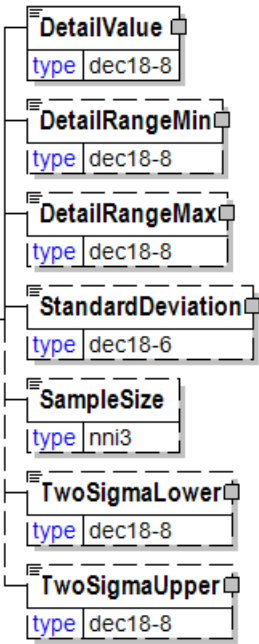 DetailValue
type dec18-8
DetailRangeMin
type dec18-8
DetailRangeMax
type dec18-8
StandardDeviation
type dec18-6
SampleSize
type nni3
TwoSigmaLower
type dec18-8
TwoSigmaUpper
type dec18-8